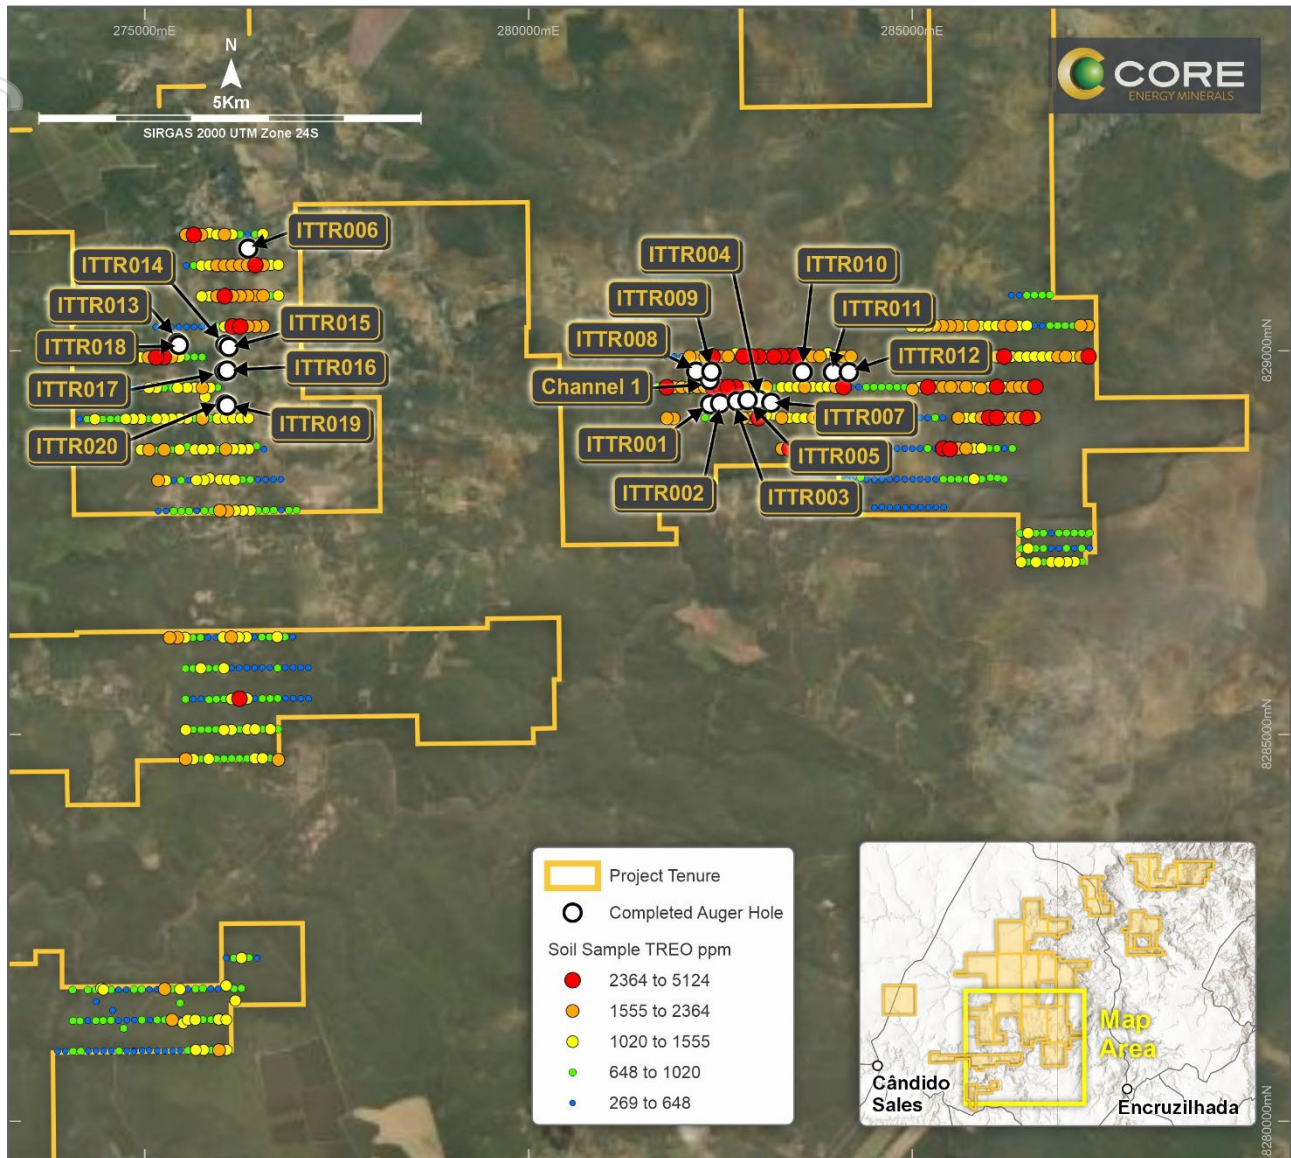 275000mE
280000mE
285000mE
N
5Km
SIRGAS 2000 UTM Zone 24S
CORE
ENERGY MINERALS
ITTR006
ITTR014
ITTR013
ITTR018
ITTR015
ITTR016
ITTR017
ITTR019
ITTR020
ITTR004
ITTR010
ITTR009
ITTR011
ITTR008
ITTR012
Channel 1
ITTR007
ITTR001
ITTR005
ITTR002
ITTR003
829000mN
8285000mN
8280000mN
Project Tenure
Completed Auger Hole
Soil Sample TREO ppm
2364 to 5124
1555 to 2364
1020 to 1555
648 to 1020
269 to 648
Map
Area
Cândido
Sales
Encruzilhada